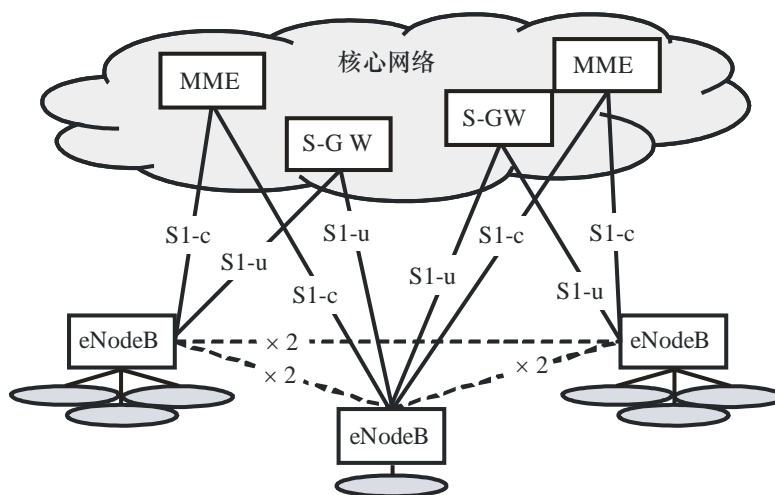 核心网络
MME
MME
S-GW
S-G W
S1-c
S1-u
S1-c
S1-c
S1-u
S1-u
S1-c
S1-u
eNodeB
eNodeB
× 2
× 2
× 2
eNodeB